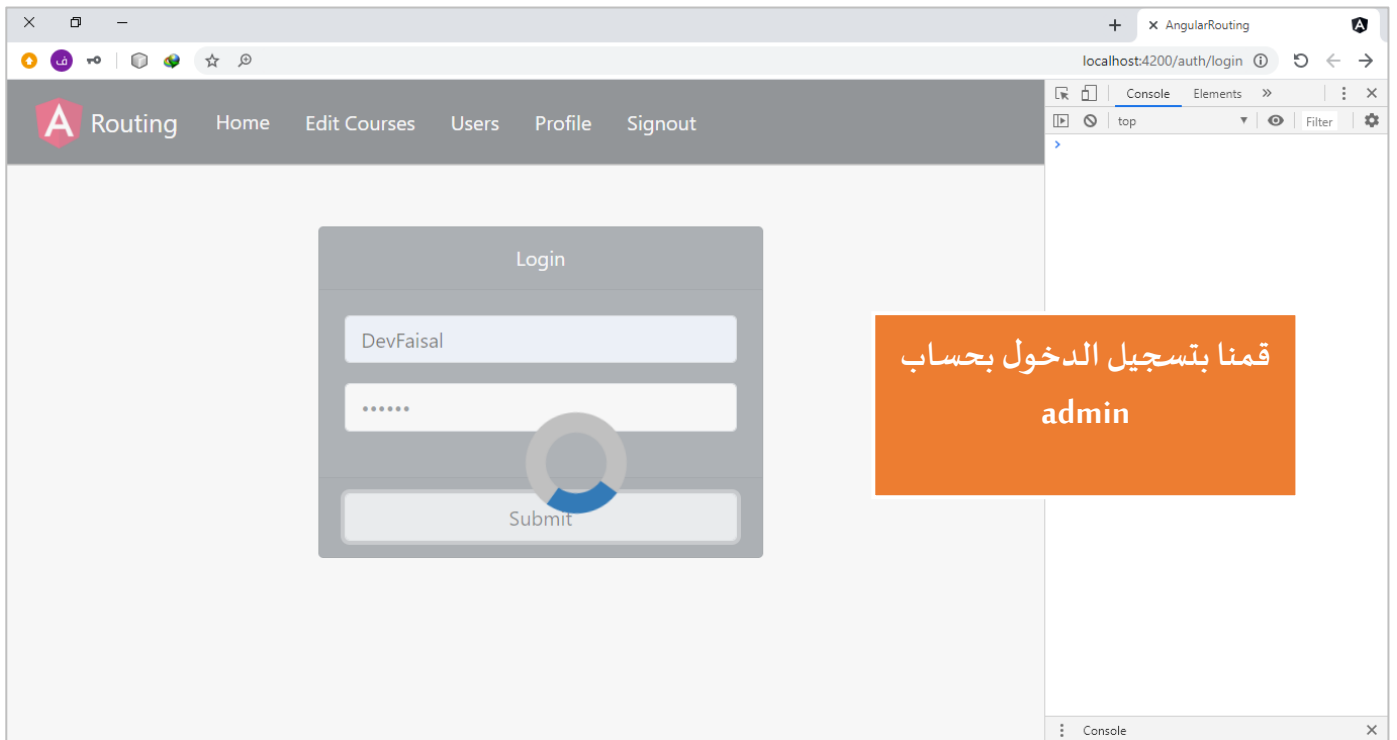 AngularRouting
localhost:4200/auth/login
ف
Routing Home Edit Courses Users Profile Signout
Console Elements »
top Filter
Login
DevFaisal
••••••
Submit
قمنا بتسجيل الدخول بحساب
admin
Console